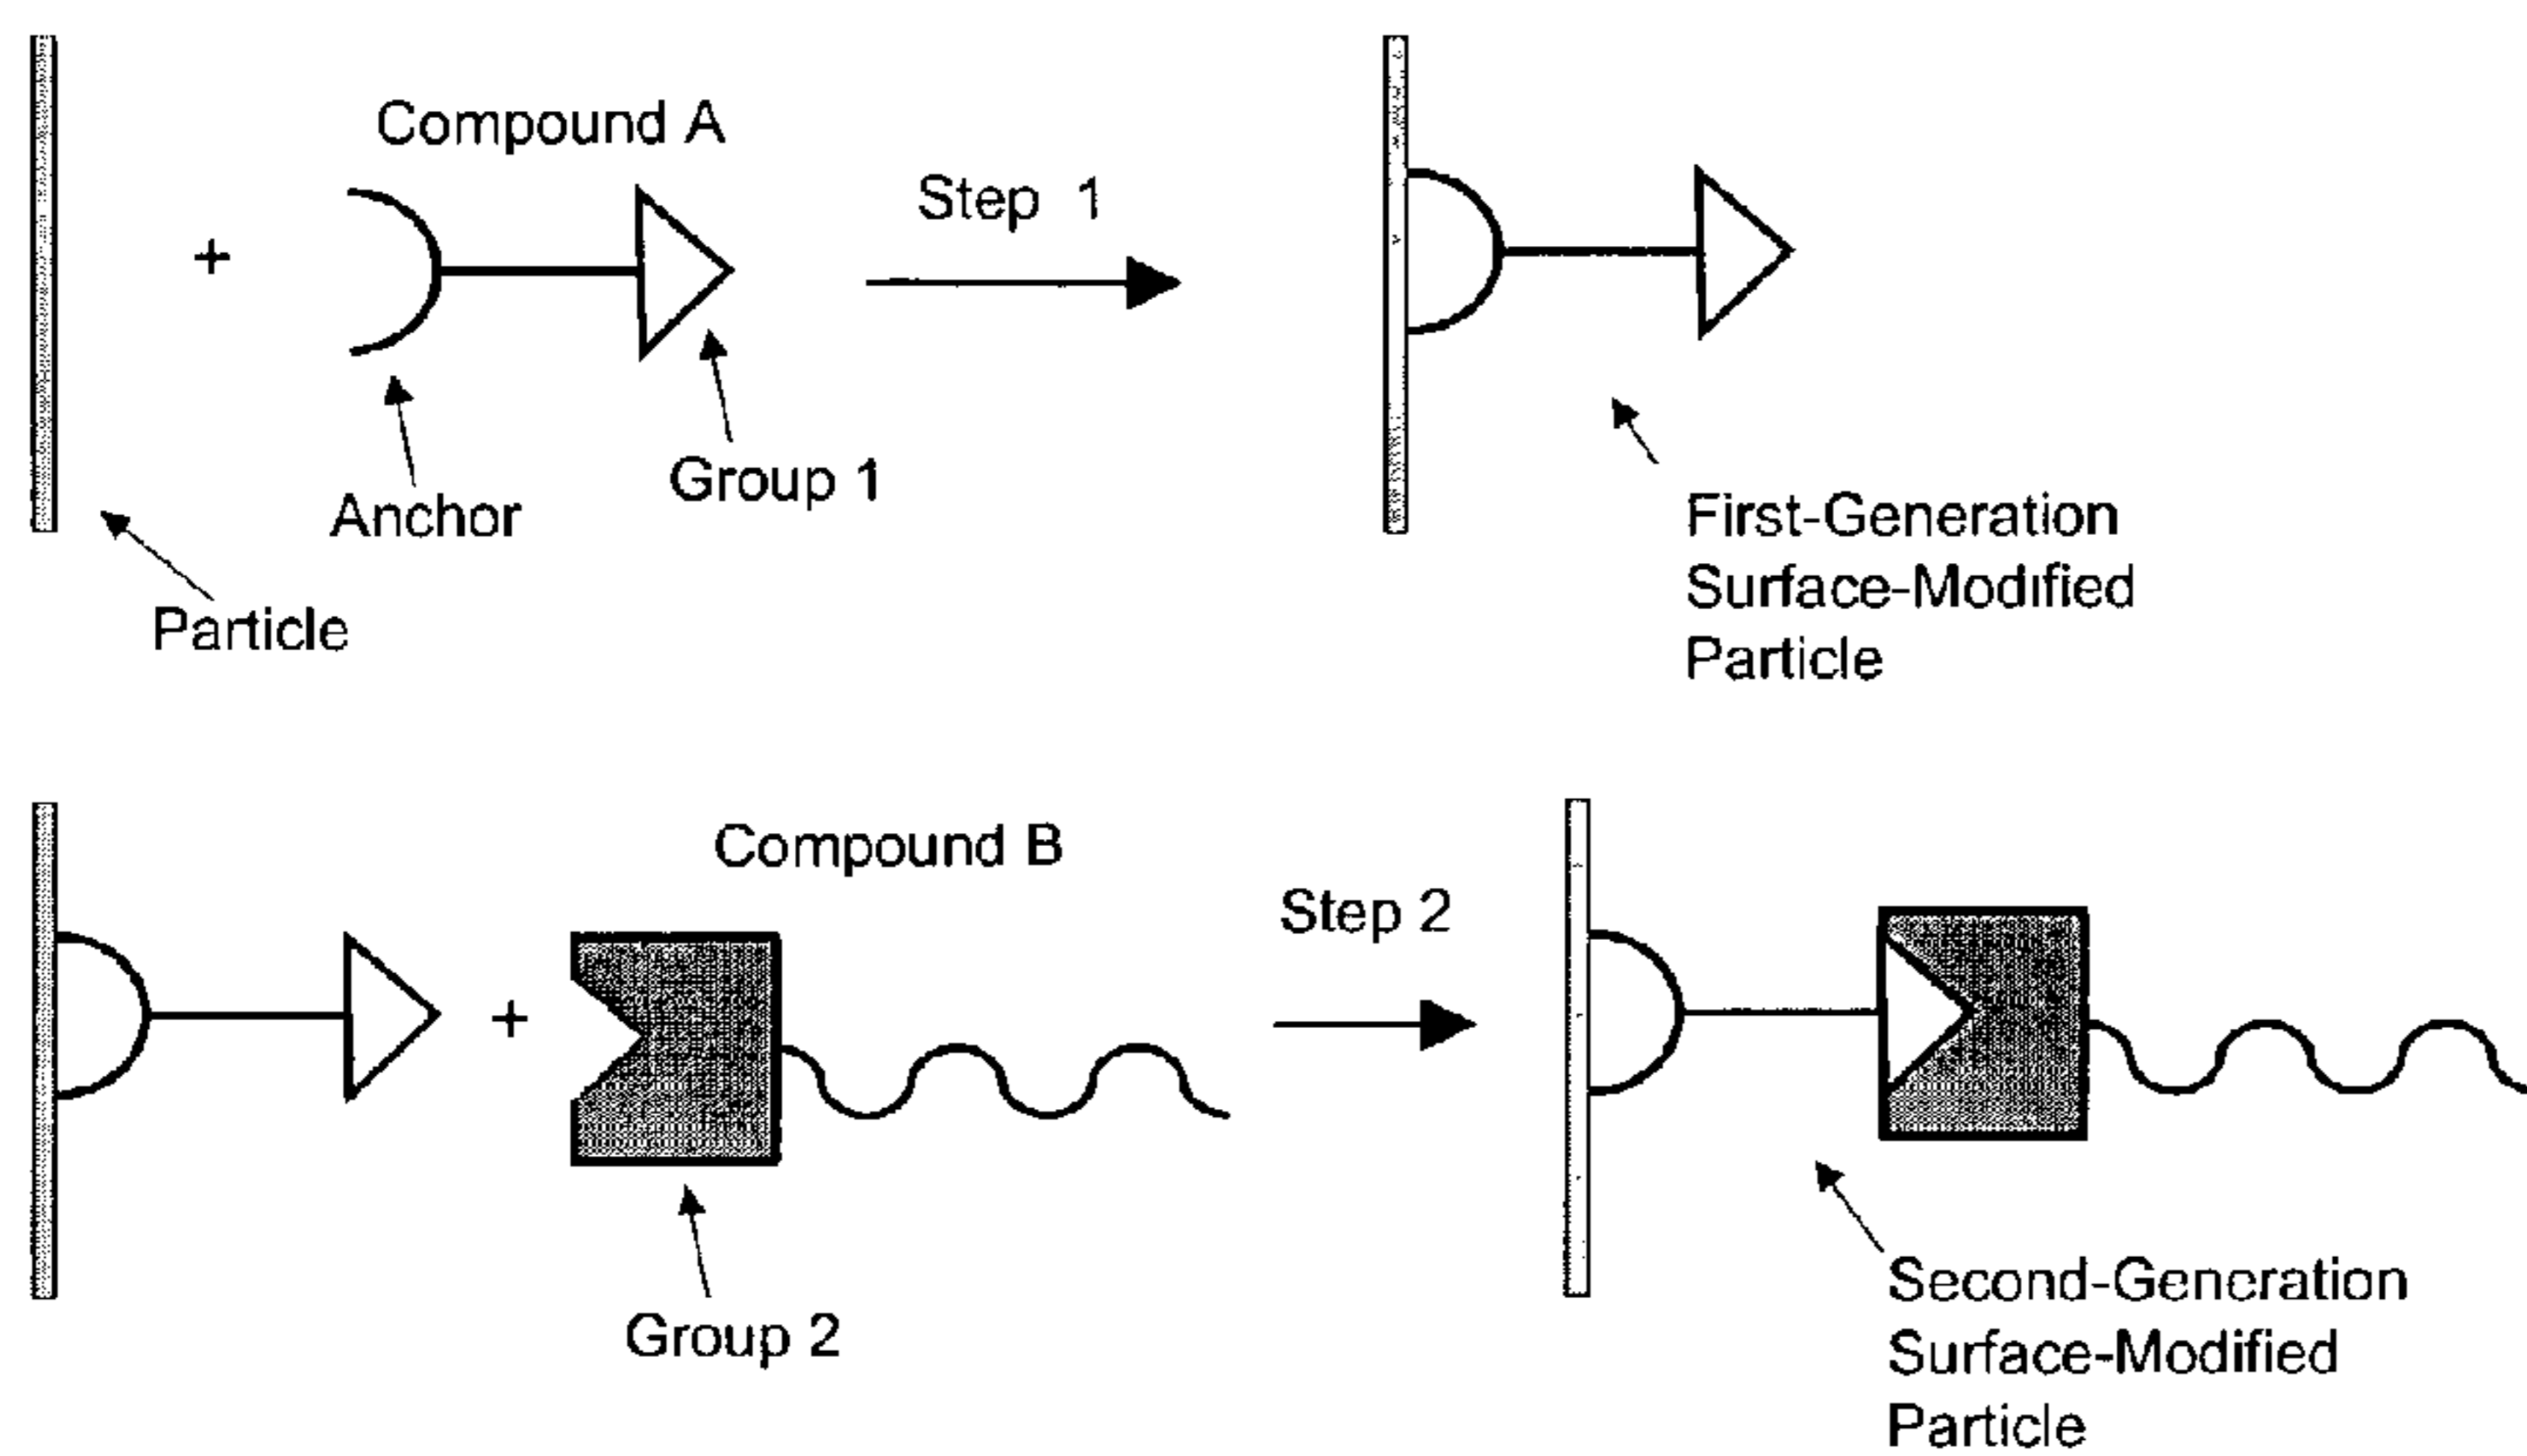 Compound A
+
Step 1
Group 1
Anchor
Particle
First-Generation
Surface-Modified
Particle
Compound B
+
Step 2
Group 2
Second-Generation
Surface-Modified
Particle